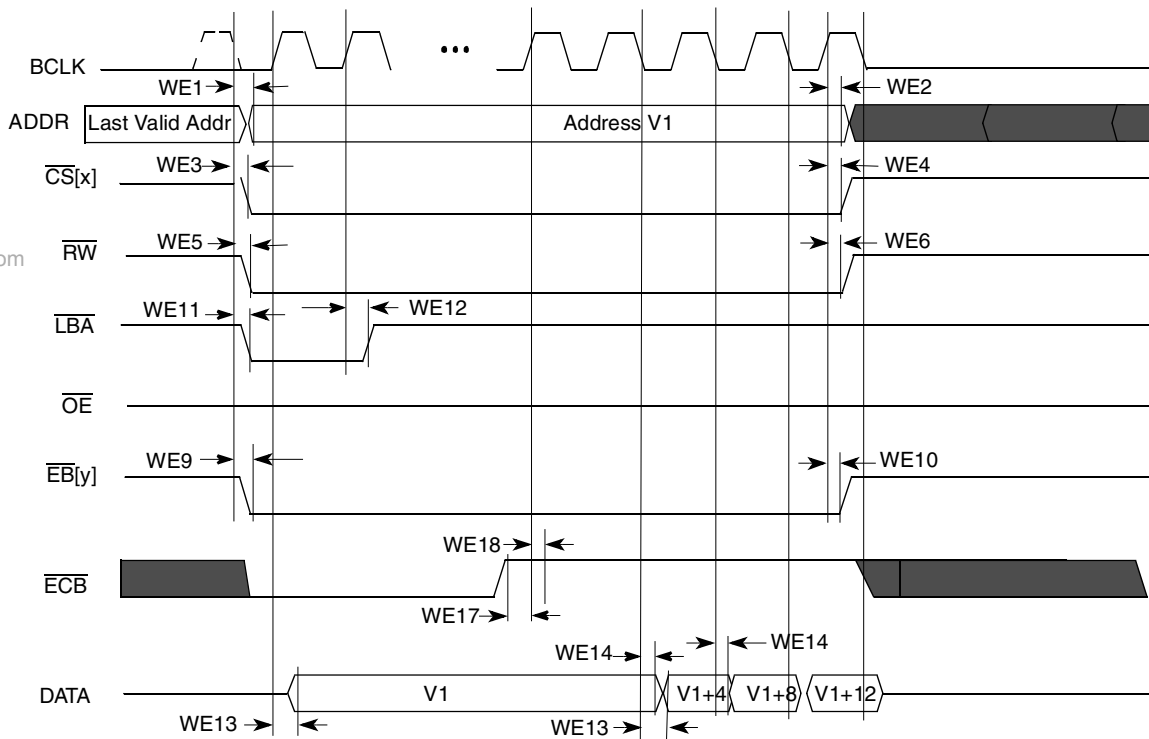 BCLK
•••
WE1
WE2
ADDR
Last Valid Addr
Address V1
WE3
WE4
CS[x]
WE5
WE6
RW
om
WE11
WE12
LBA
OE
WE9
WE10
EB[y]
WE18
ECB
WE17
WE14
WE14
DATA
V1
V1+4
V1+8
V1+12
WE13
WE13